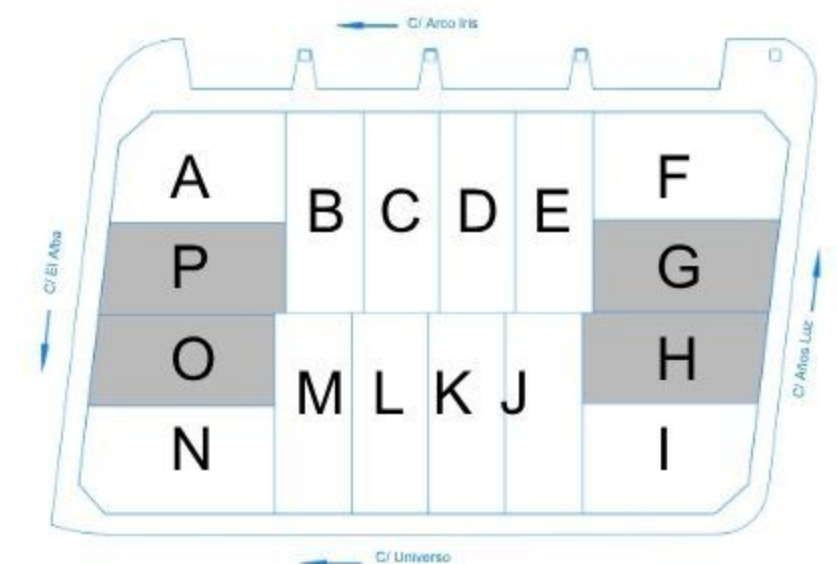 C/ Arco Iris
A
F
B C D E
P
G
C/ El Alba
O
H
C/ Años Luz
M L K J
N
I
C/ Universo